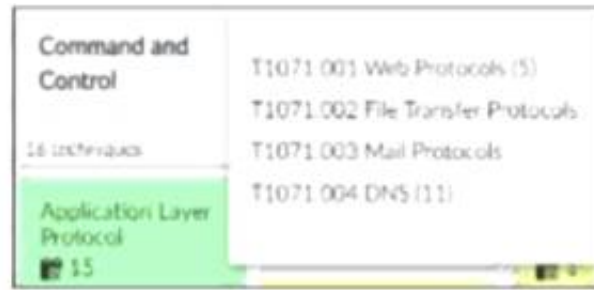 Command and
Control
16 techniques
T1071.001 Web Protocols (5)
T1071.002 File Transfer Protocols
T1071.003 Mail Protocols
T1071.004 DNS (11)
Application Layer
Protocol
15